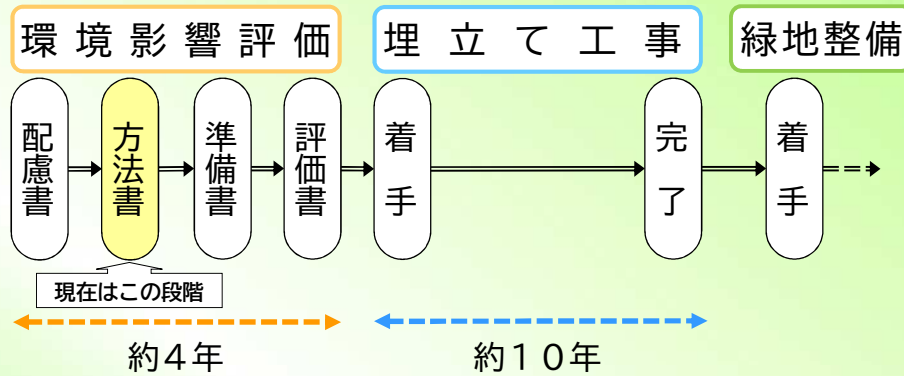 環境影響評価
埋立て工事
緑地整備
配慮書
方法書
準備書
評価書
着手
完了
着手
現在はこの段階
約4年
約10年